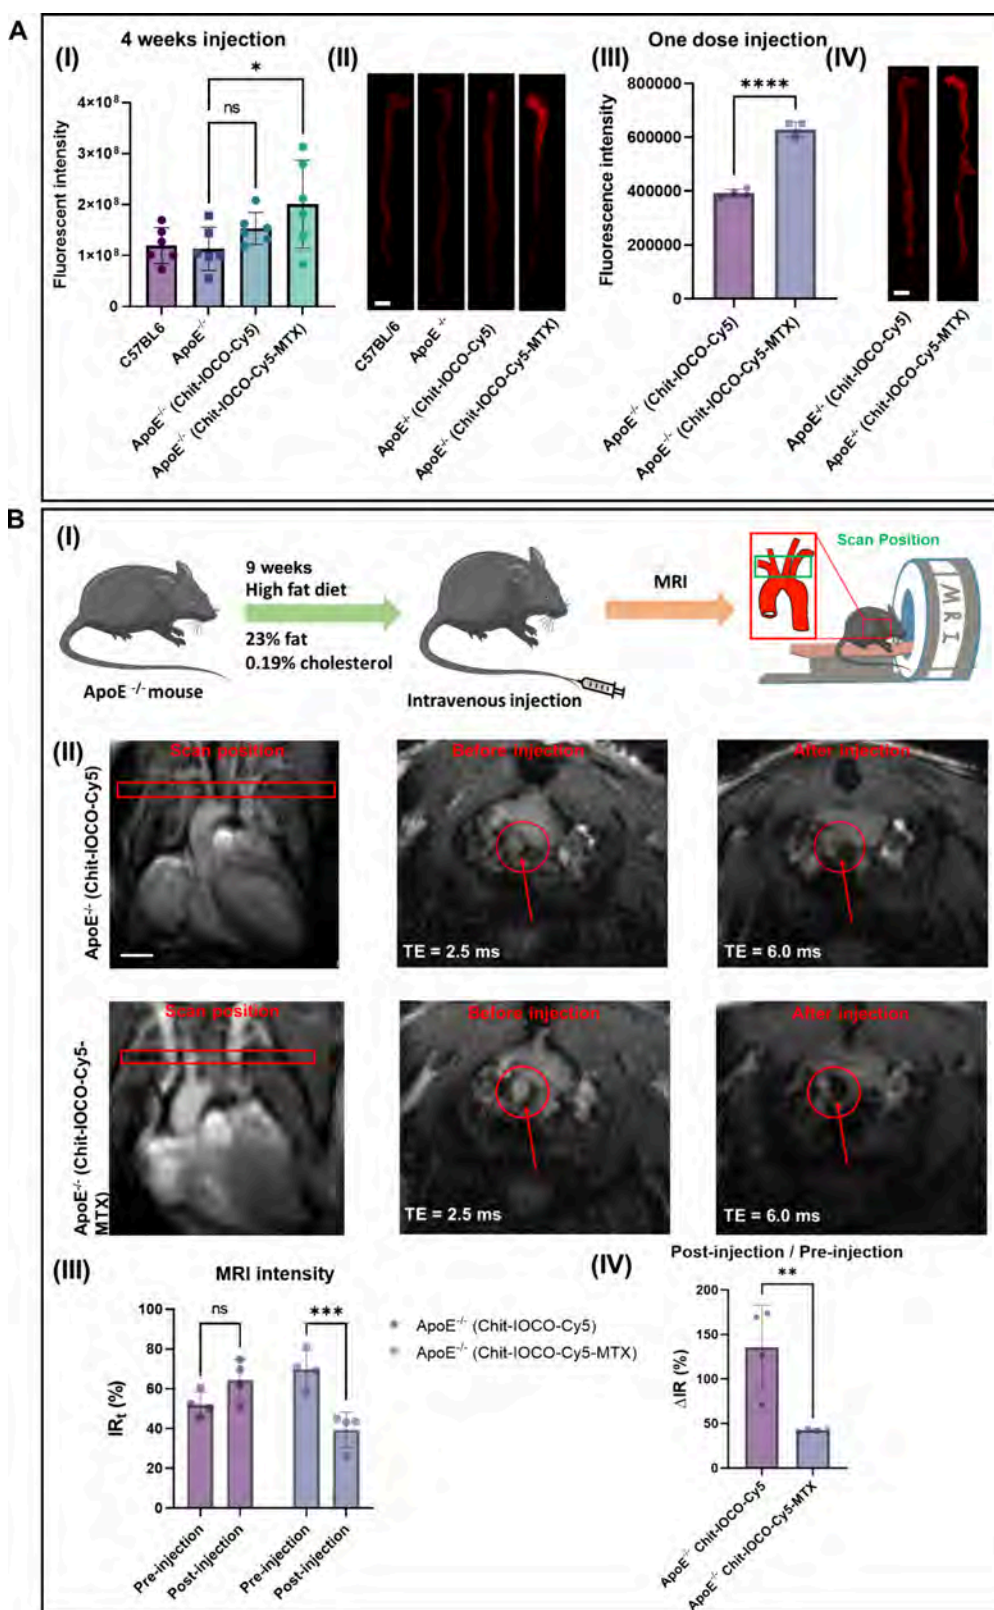 A
4 weeks injection
(I)
*
ns
Fluorescent intensity
4×10⁸
3×10⁸
2×10⁸
1×10⁸
0
C57BL6
ApoE⁻/⁻
ApoE⁻/⁻ (Chit-IOCO-Cy5)
ApoE⁻/⁻ (Chit-IOCO-Cy5-MTX)
(II)
C57BL/6
ApoE⁻/⁻
ApoE⁻/⁻ (Chit-IOCO-Cy5)
ApoE⁻/⁻ (Chit-IOCO-Cy5-MTX)
One dose injection
(III)
****
Fluorescence intensity
800000
600000
400000
200000
0
ApoE⁻/⁻ (Chit-IOCO-Cy5)
ApoE⁻/⁻ (Chit-IOCO-Cy5-MTX)
(IV)
ApoE⁻/⁻ (Chit-IOCO-Cy5)
ApoE⁻/⁻ (Chit-IOCO-Cy5-MTX)
B
(I)
ApoE ⁻/⁻ mouse
9 weeks
High fat diet
23% fat
0.19% cholesterol
Intravenous injection
MRI
Scan Position
MRI
(II)
ApoE⁻/⁻ (Chit-IOCO-Cy5)
Scan position
Before injection
TE = 2.5 ms
After injection
TE = 6.0 ms
ApoE⁻/⁻ (Chit-IOCO-Cy5-
MTX)
Scan position
Before injection
TE = 2.5 ms
After injection
TE = 6.0 ms
(III)
MRI intensity
ns
***
IRt (%)
100
80
60
40
20
0
Pre-injection
Post-injection
Pre-injection
Post-injection
ApoE⁻/⁻ (Chit-IOCO-Cy5)
ApoE⁻/⁻ (Chit-IOCO-Cy5-MTX)
(IV)
Post-injection / Pre-injection
**
ΔIR (%)
200
150
100
50
0
ApoE⁻/⁻ Chit-IOCO-Cy5
ApoE⁻/⁻ Chit-IOCO-Cy5-MTX